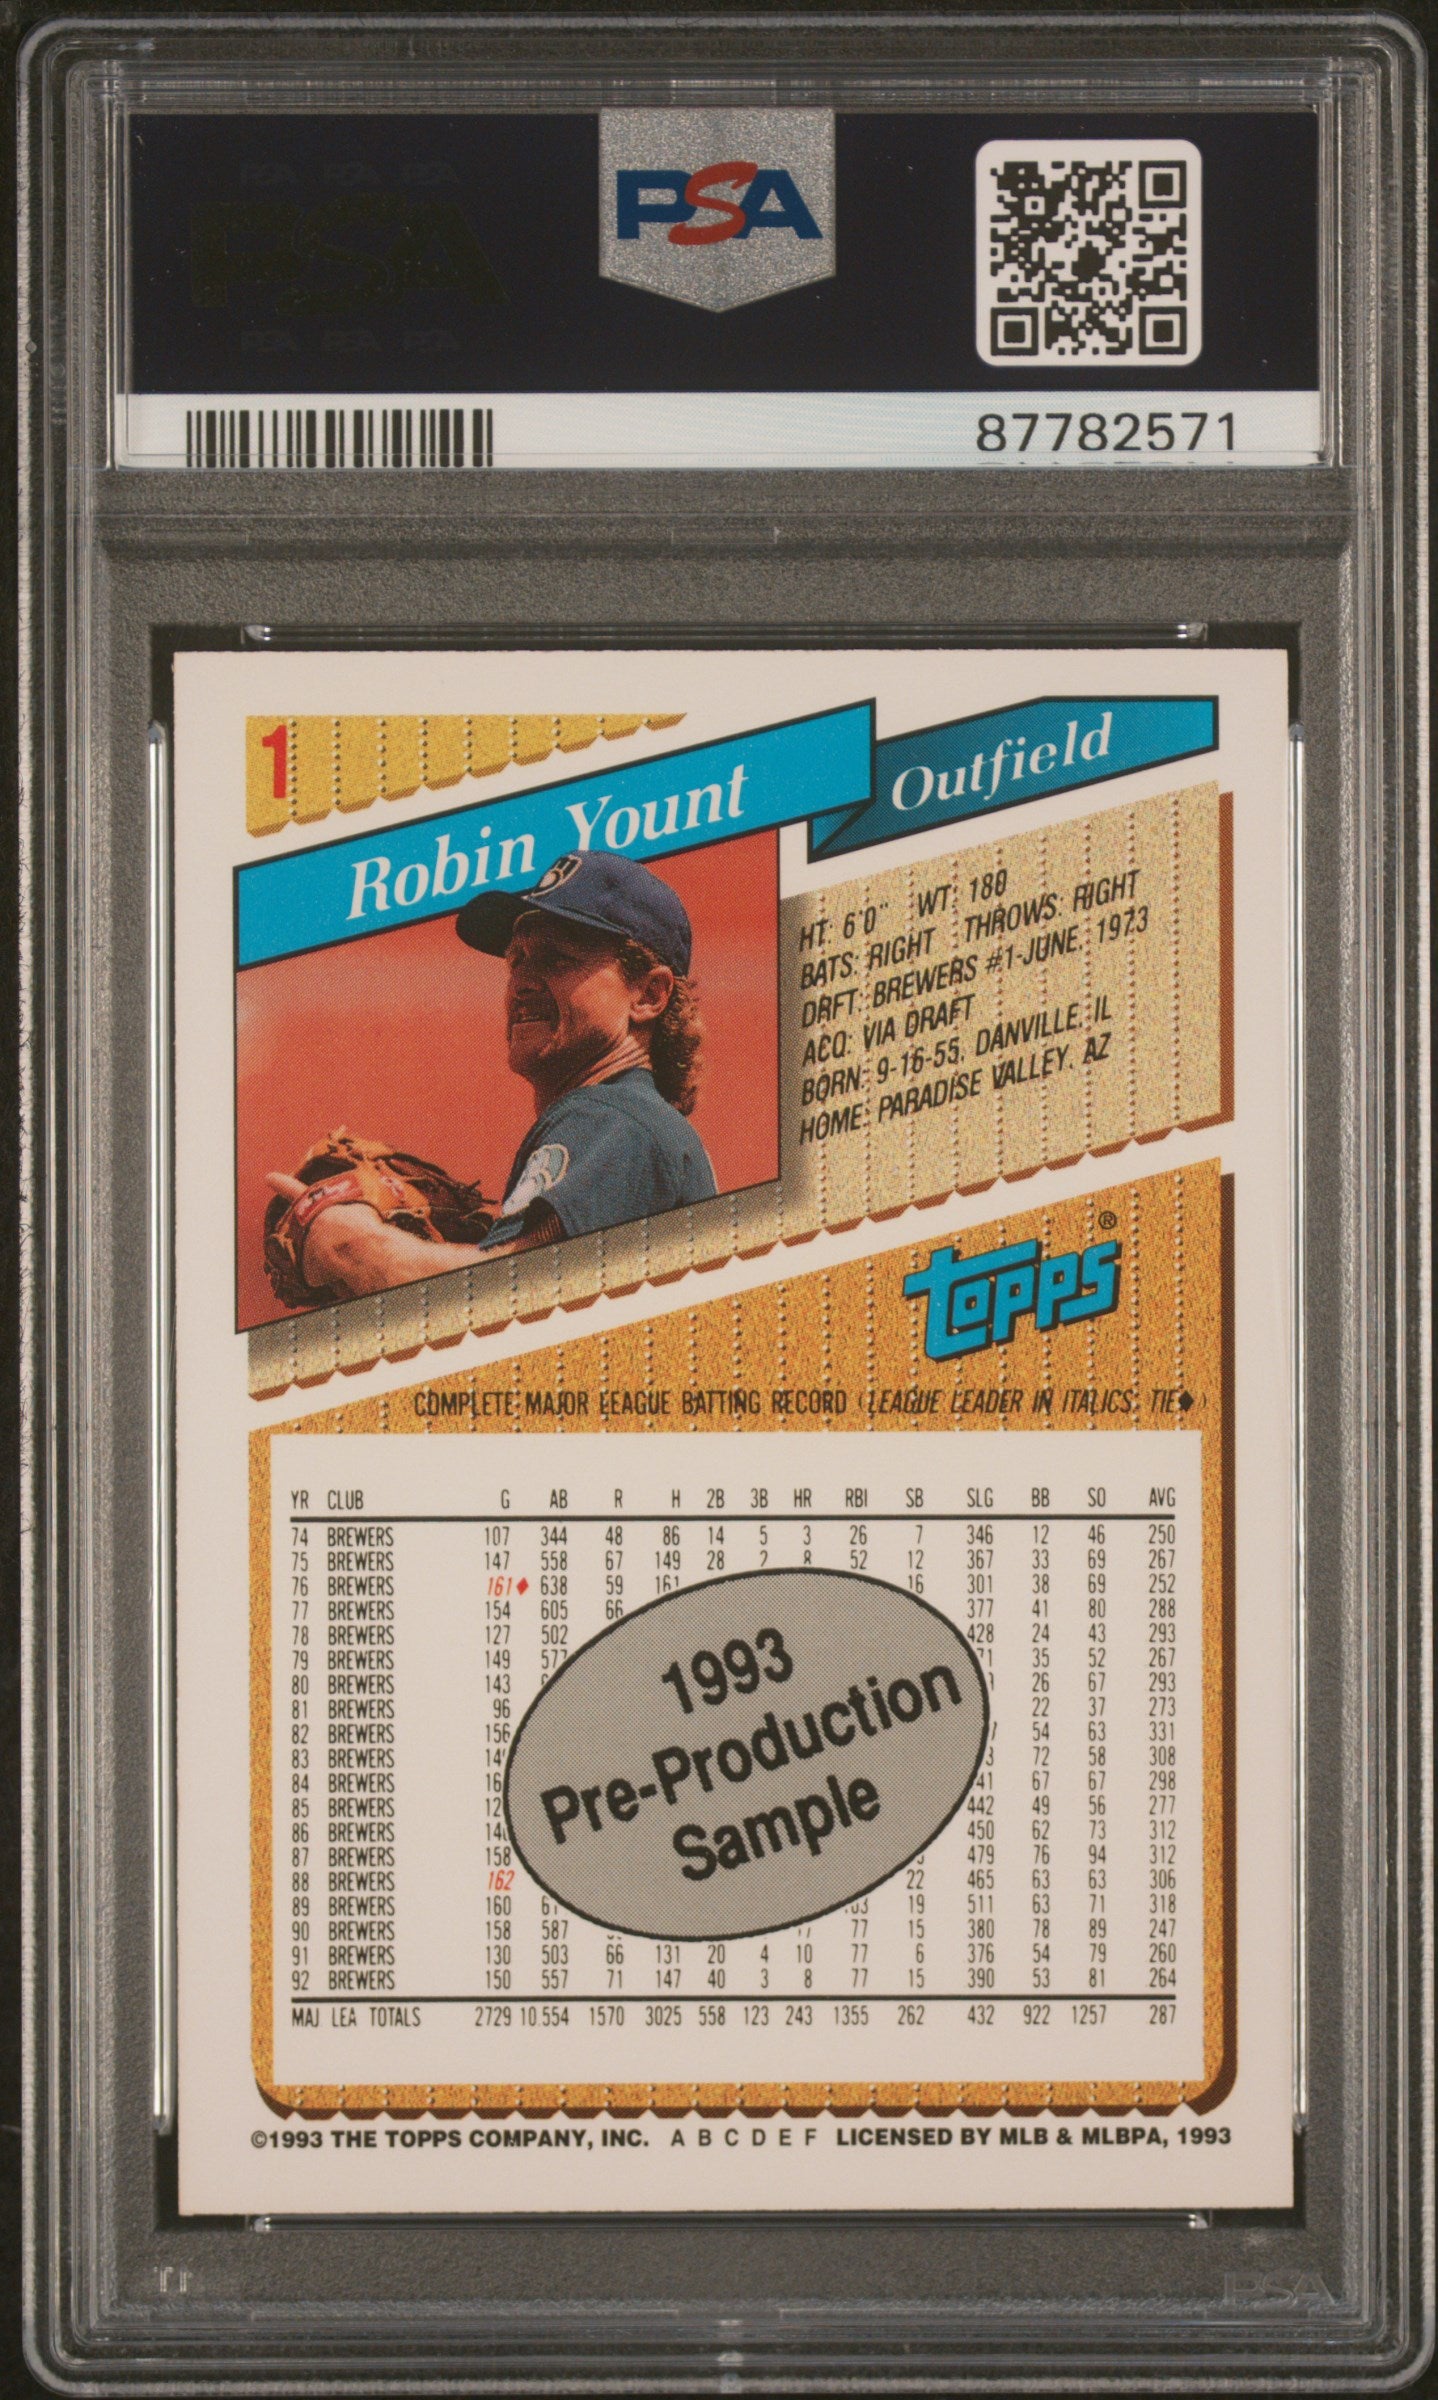 PSA
87782571
1
Robin Yount
Outfield
HT: 6'0" WT: 180
BATS: RIGHT THROWS: RIGHT
DRFT: BREWERS #1-JUNE, 1973
ACQ: VIA DRAFT
BORN: 9-16-55, DANVILLE, IL
HOME: PARADISE VALLEY, AZ
TOPPS®
COMPLETE MAJOR LEAGUE BATTING RECORD (LEAGUE LEADER IN ITALICS, TIE♦)
YR CLUB G AB R H 2B 3B HR RBI SB SLG BB SO AVG
74 BREWERS 107 344 48 86 14 5 3 26 7 346 12 46 250
75 BREWERS 147 558 67 149 28 2 8 52 12 367 33 69 267
76 BREWERS 161♦ 638 59 161 16 301 38 69 252
77 BREWERS 154 605 66 377 41 80 288
78 BREWERS 127 502 428 24 43 293
79 BREWERS 149 577 35 52 267
80 BREWERS 143 26 67 293
81 BREWERS 96 22 37 273
82 BREWERS 156 54 63 331
83 BREWERS 72 58 308
84 BREWERS 67 67 298
85 BREWERS 442 49 56 277
86 BREWERS 450 62 73 312
87 BREWERS 158 479 76 94 312
88 BREWERS 162 22 465 63 63 306
89 BREWERS 160 19 511 63 71 318
90 BREWERS 158 587 77 15 380 78 89 247
91 BREWERS 130 503 66 131 20 4 10 77 6 376 54 79 260
92 BREWERS 150 557 71 147 40 3 8 77 15 390 53 81 264
MAJ LEA TOTALS 2729 10.554 1570 3025 558 123 243 1355 262 432 922 1257 287
1993
Pre-Production
Sample
©1993 THE TOPPS COMPANY, INC. A B C D E F LICENSED BY MLB & MLBPA, 1993
PSA